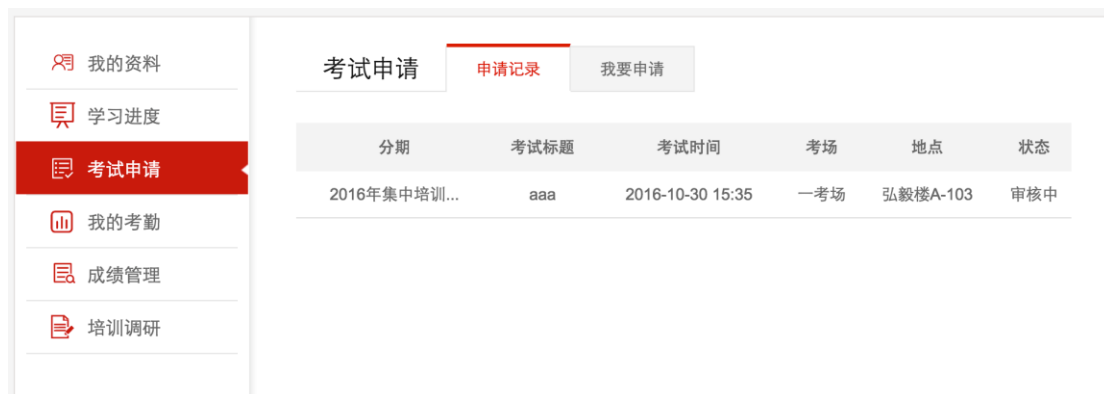 我的资料
学习进度
考试申请
我的考勤
成绩管理
培训调研
考试申请 申请记录 我要申请
分期 考试标题 考试时间 考场 地点 状态
2016年集中培训... aaa 2016-10-30 15:35 一考场 弘毅楼A-103 审核中